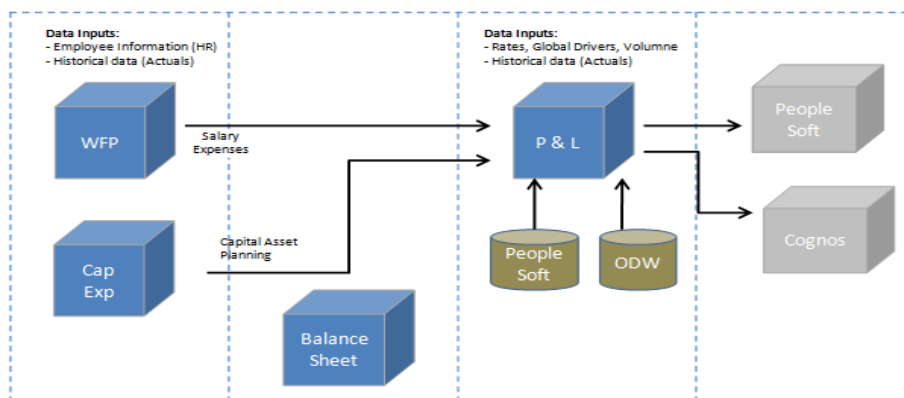 Data Inputs:
- Employee Information (HR)
- Historical data (Actuals)
Data Inputs:
- Rates, Global Drivers, Volumne
- Historical data (Actuals)
WFP
Salary
Expenses
P & L
People
Soft
Cap
Exp
Capital Asset
Planning
People
Soft
ODW
Cognos
Balance
Sheet